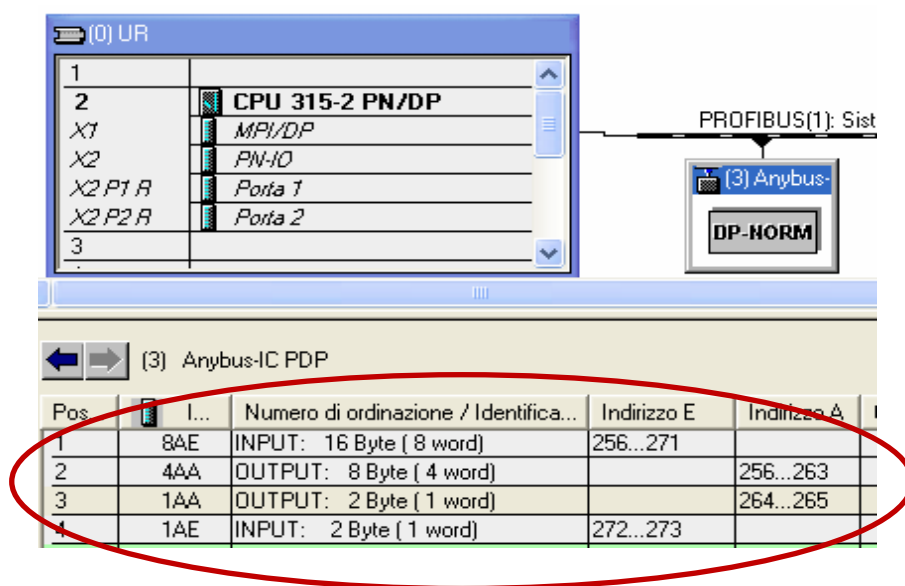 (0) UR
1
2 CPU 315-2 PN/DP
X1 MPI/DP
X2 PN-IO
X2 P1 R Porta 1
X2 P2 R Porta 2
3
PROFIBUS(1): Sist
(3) Anybus-
DP-NORM
(3) Anybus-IC PDP
Pos... I... Numero di ordinazione / Identifica... Indirizzo E Indirizzo A
1 8AE INPUT: 16 Byte ( 8 word) 256...271
2 4AA OUTPUT: 8 Byte ( 4 word) 256...263
3 1AA OUTPUT: 2 Byte ( 1 word) 264...265
4 1AE INPUT: 2 Byte ( 1 word) 272...273